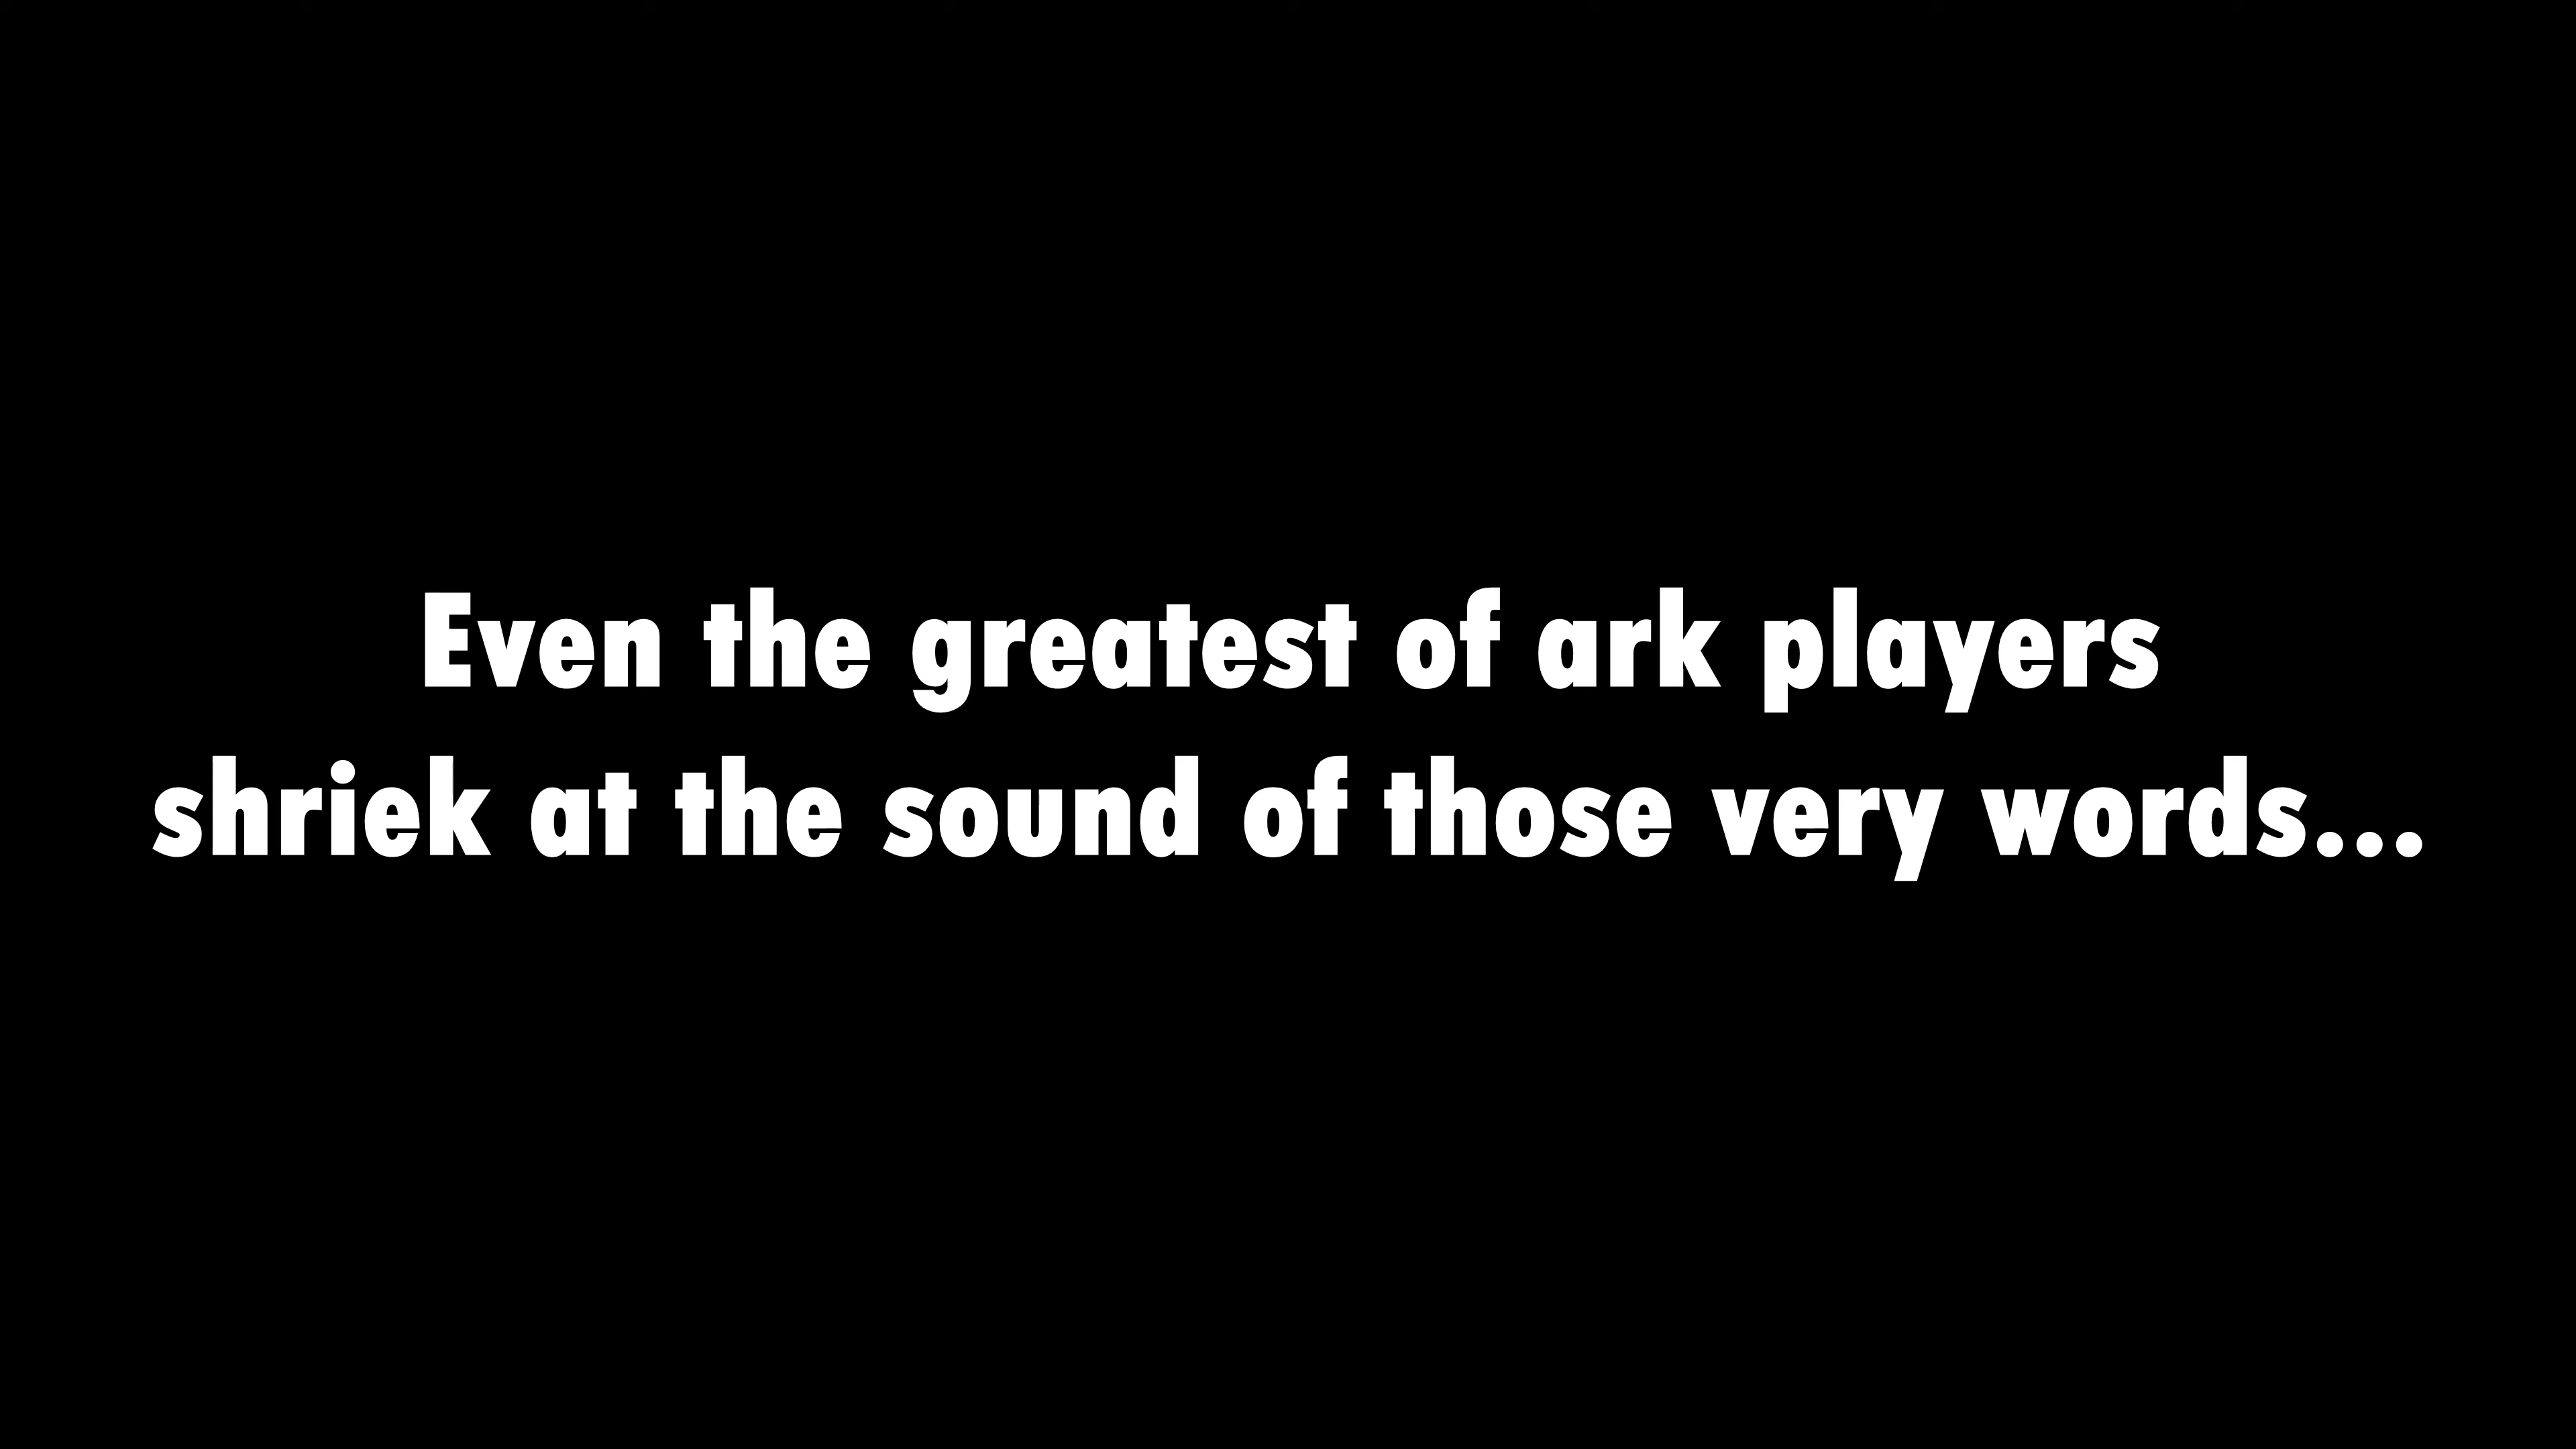 Even the greatest of ark players
shriek at the sound of those very words...